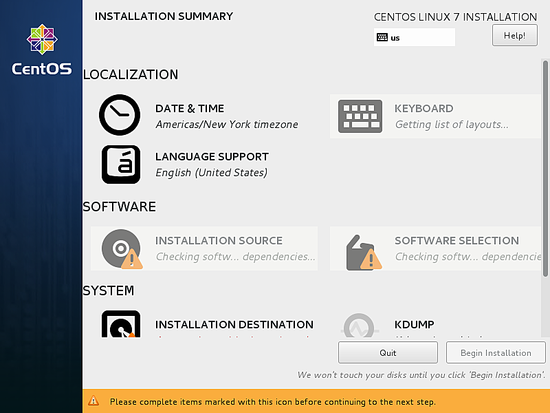 INSTALLATION SUMMARY
CENTOS LINUX 7 INSTALLATION
us
Help!
CentOS
LOCALIZATION
DATE & TIME
Americas/New York timezone
KEYBOARD
Getting list of layouts...
LANGUAGE SUPPORT
English (United States)
SOFTWARE
INSTALLATION SOURCE
Checking softw... dependencies...
SOFTWARE SELECTION
Checking softw... dependencies...
SYSTEM
INSTALLATION DESTINATION
KDUMP
Quit
Begin Installation
We won't touch your disks until you click 'Begin Installation'.
Please complete items marked with this icon before continuing to the next step.